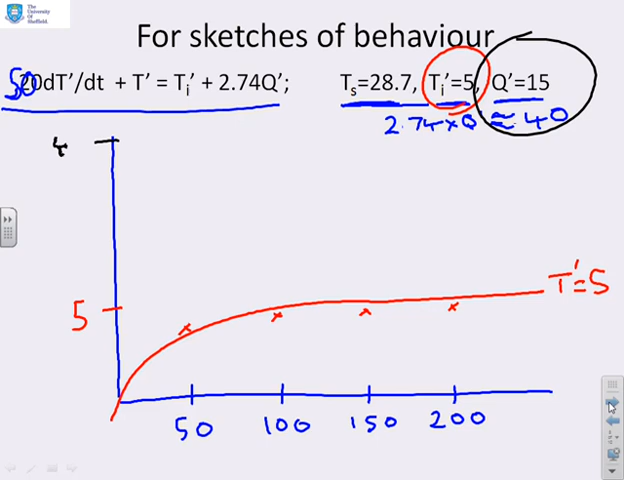 The
University
Of
Sheffield.
For sketches of behaviour
50 20dT'/dt + T' = Ti' + 2.74Q'; Ts=28.7, Ti'=5, Q'=15
2.74×Q ≈ 40
4
5
T'=5
50 100 150 200